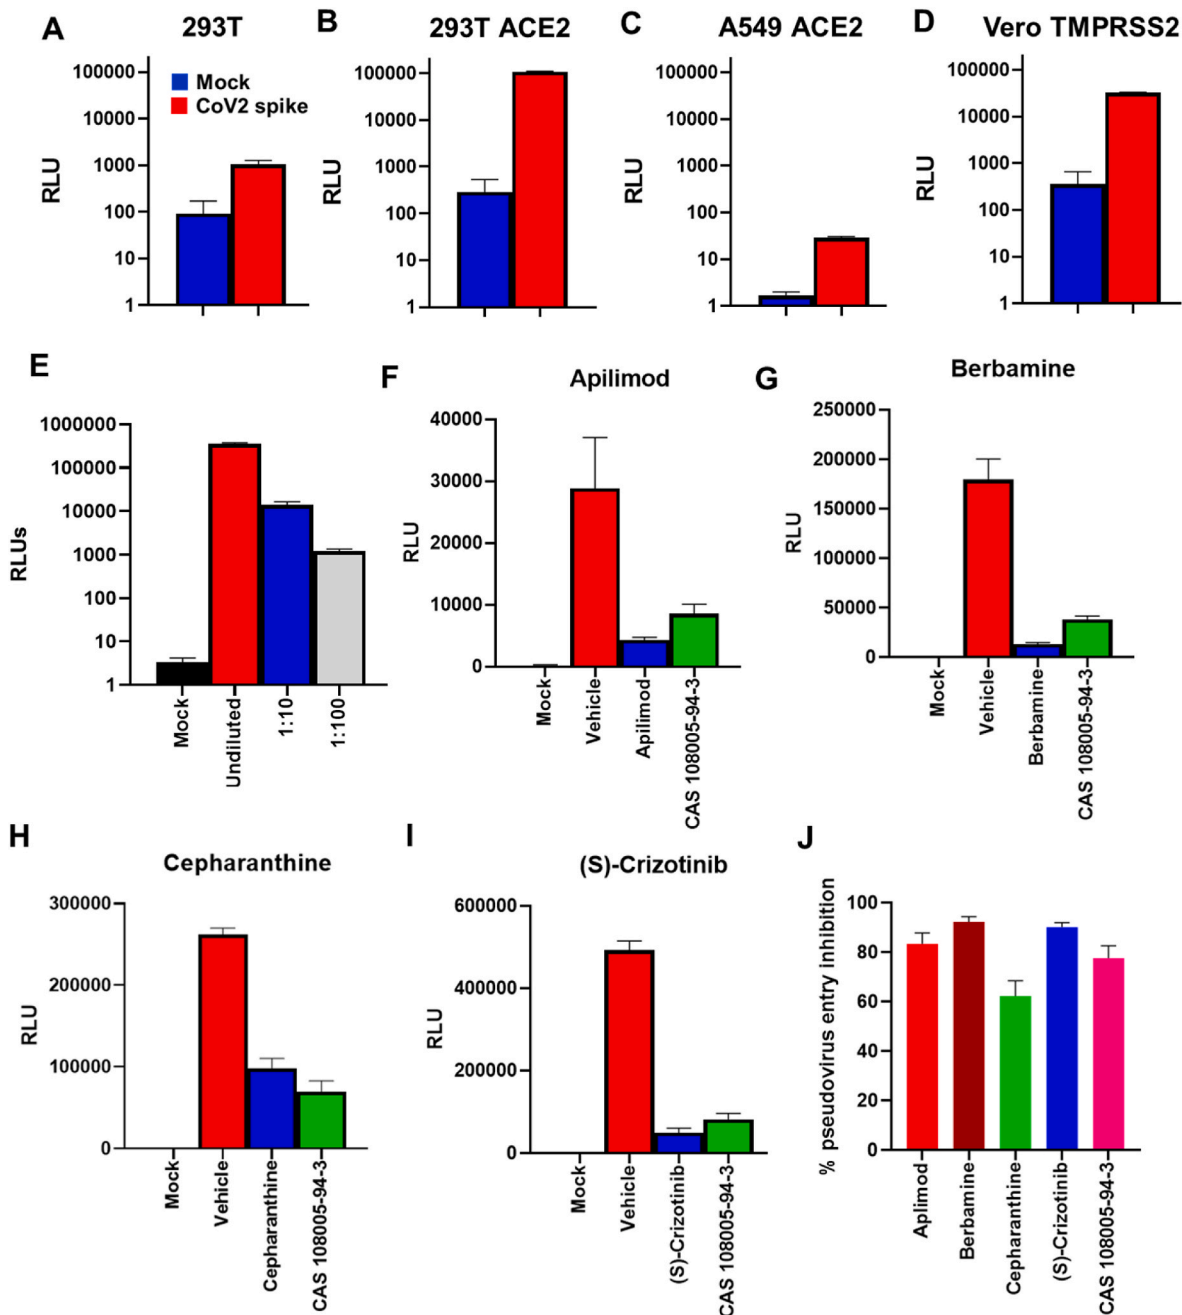 A
293T
B
293T ACE2
C
A549 ACE2
D
Vero TMPRSS2
RLU
100000
10000
1000
100
10
1
Mock
CoV2 spike
RLU
100000
10000
1000
100
10
1
RLU
100000
10000
1000
100
10
1
RLU
100000
10000
1000
100
10
1
E
RLUs
1000000
100000
10000
1000
100
10
1
Mock
Undiluted
1:10
1:100
F
Apilimod
RLU
40000
30000
20000
10000
0
Mock
Vehicle
Apilimod
CAS 108005-94-3
G
Berbamine
RLU
250000
200000
150000
100000
50000
0
Mock
Vehicle
Berbamine
CAS 108005-94-3
H
Cepharanthine
RLU
300000
200000
100000
0
Mock
Vehicle
Cepharanthine
CAS 108005-94-3
I
(S)-Crizotinib
RLU
600000
400000
200000
0
Mock
Vehicle
(S)-Crizotinib
CAS 108005-94-3
J
% pseudovirus entry inhibition
100
80
60
40
20
0
Aplimod
Berbamine
Cepharanthine
(S)-Crizotinib
CAS 108005-94-3